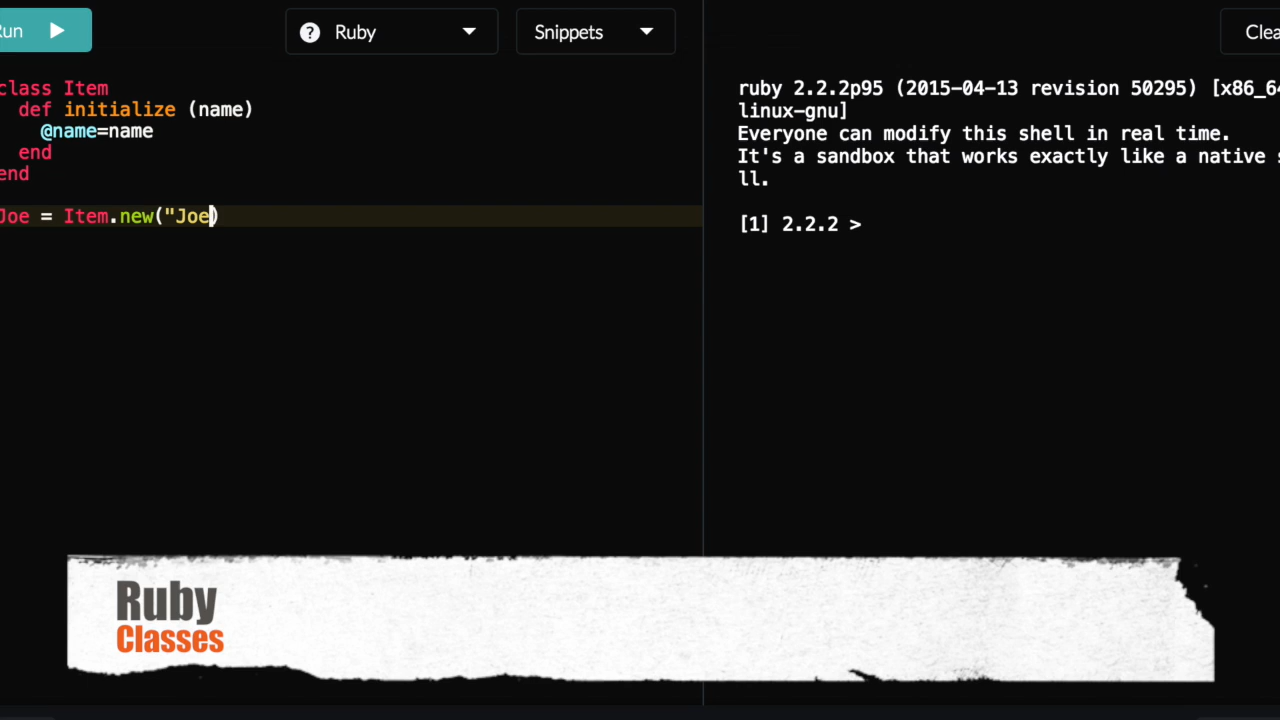 Run
? Ruby
Snippets
Clea
class Item
def initialize (name)
@name=name
end
end
Joe = Item.new("Joe)
ruby 2.2.2p95 (2015-04-13 revision 50295) [x86_64
linux-gnu]
Everyone can modify this shell in real time.
It's a sandbox that works exactly like a native s
ll.
[1] 2.2.2 >
Ruby
Classes